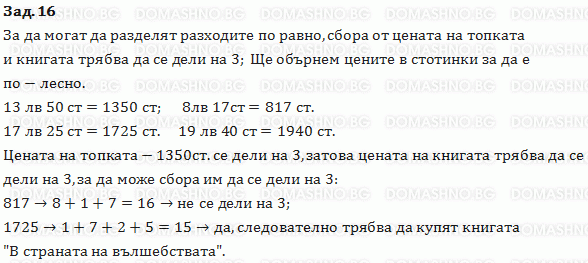 Зад. 16
За да могат да разделят разходите по равно, сбора от цената на топката
и книгата трябва да се дели на 3; Ще обърнем цените в стотинки за да е
по − лесно.
13 лв 50 ст = 1350 ст; 8лв 17ст = 817 ст.
17 лв 25 ст = 1725 ст. 19 лв 40 ст = 1940 ст.
Цената на топката − 1350ст. се дели на 3, затова цената на книгата трябва да се
дели на 3, за да може сбора им да се дели на 3:
817 → 8 + 1 + 7 = 16 → не се дели на 3;
1725 → 1 + 7 + 2 + 5 = 15 → да, следователно трябва да купят книгата
"В страната на вълшебствата".
DOMASHNO.BG